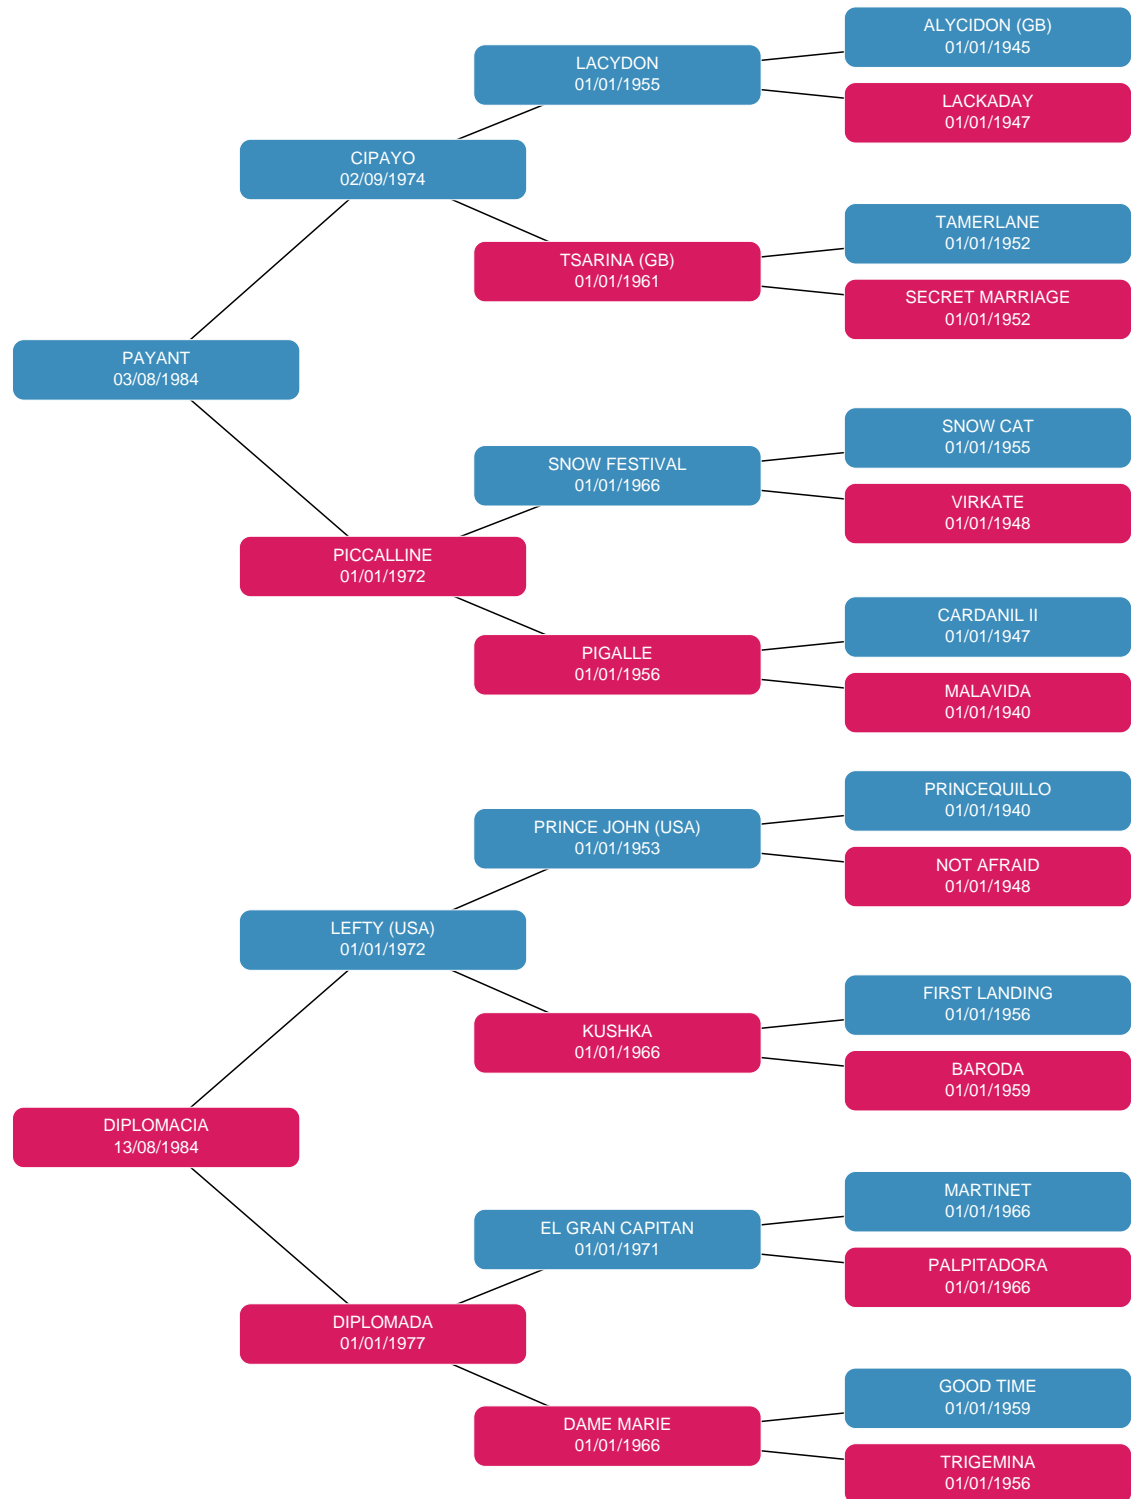 ALYCIDON (GB)
01/01/1945
LACYDON
01/01/1955
LACKADAY
01/01/1947
CIPAYO
02/09/1974
TAMERLANE
01/01/1952
TSARINA (GB)
01/01/1961
SECRET MARRIAGE
01/01/1952
PAYANT
03/08/1984
SNOW CAT
01/01/1955
SNOW FESTIVAL
01/01/1966
VIRKATE
01/01/1948
PICCALLINE
01/01/1972
CARDANIL II
01/01/1947
PIGALLE
01/01/1956
MALAVIDA
01/01/1940
PRINCEQUILLO
01/01/1940
PRINCE JOHN (USA)
01/01/1953
NOT AFRAID
01/01/1948
LEFTY (USA)
01/01/1972
FIRST LANDING
01/01/1956
KUSHKA
01/01/1966
BARODA
01/01/1959
DIPLOMACIA
13/08/1984
MARTINET
01/01/1966
EL GRAN CAPITAN
01/01/1971
PALPITADORA
01/01/1966
DIPLOMADA
01/01/1977
GOOD TIME
01/01/1959
DAME MARIE
01/01/1966
TRIGEMINA
01/01/1956